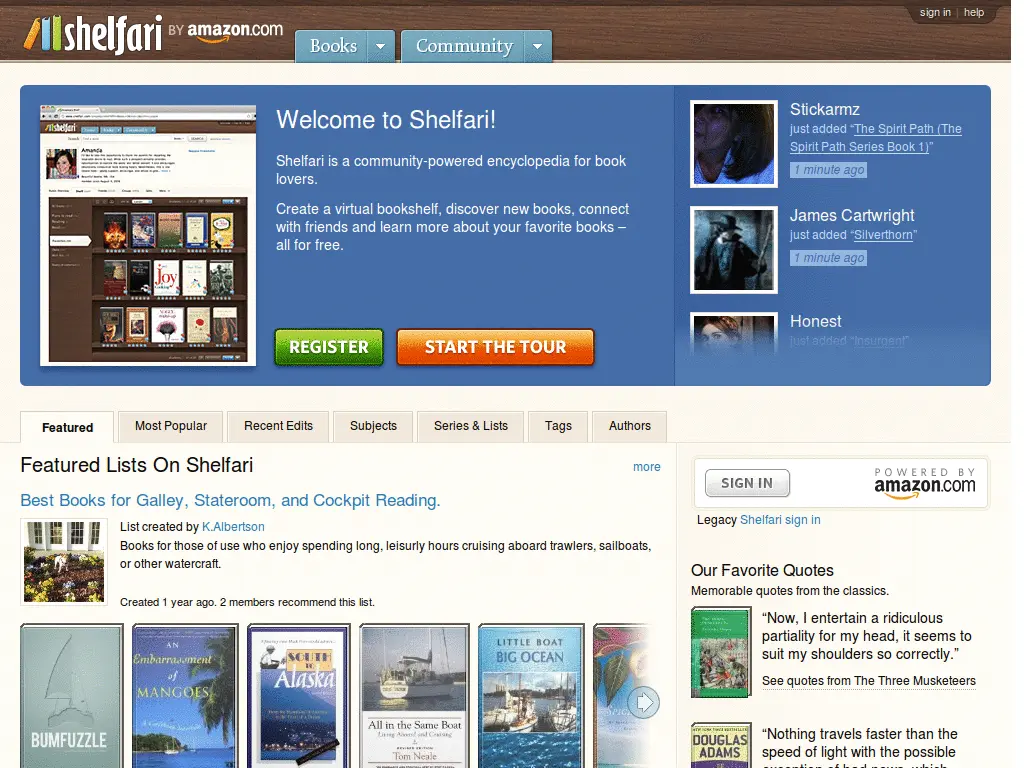 shelfari BY amazon.com
Books
Community
sign in | help
Welcome to Shelfari!
Shelfari is a community-powered encyclopedia for book
lovers.
Create a virtual bookshelf, discover new books, connect
with friends and learn more about your favorite books –
all for free.
REGISTER
START THE TOUR
Stickarmz
just added “The Spirit Path (The
Spirit Path Series Book 1)”
1 minute ago
James Cartwright
just added “Silverthorn”
1 minute ago
Honest
just added “Insurgent”
Featured
Most Popular
Recent Edits
Subjects
Series & Lists
Tags
Authors
Featured Lists On Shelfari
more
Best Books for Galley, Stateroom, and Cockpit Reading.
List created by K.Albertson
Books for those of use who enjoy spending long, leisurly hours cruising aboard trawlers, sailboats,
or other watercraft.
Created 1 year ago. 2 members recommend this list.
BUMFUZZLE
AN
Embarrassment
of
MANGOES
SOUTH
to
Alaska
All in the Same Boat
Living Aboard and Cruising
Tom Neale
LITTLE BOAT
BIG OCEAN
SIGN IN
POWERED BY
amazon.com
Legacy Shelfari sign in
Our Favorite Quotes
Memorable quotes from the classics.
“Now, I entertain a ridiculous
partiality for my head, it seems to
suit my shoulders so correctly.”
See quotes from The Three Musketeers
DOUGLAS
ADAMS
“Nothing travels faster than the
speed of light with the possible
exception of bad news, which